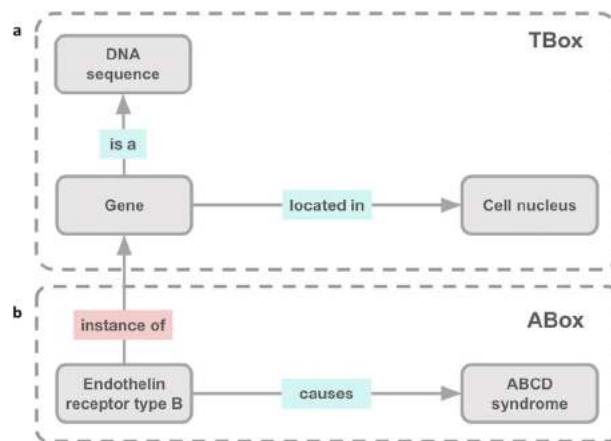 a
TBox
DNA
sequence
is a
Gene
located in
Cell nucleus
b
ABox
instance of
Endothelin
receptor type B
causes
ABCD
syndrome